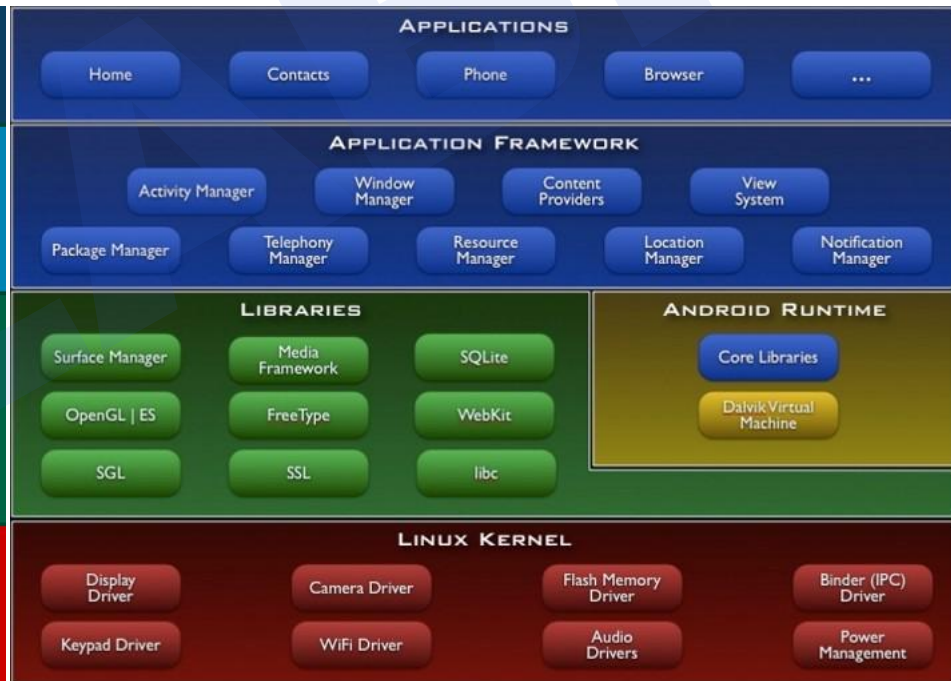 APPLICATIONS
Home
Contacts
Phone
Browser
...
APPLICATION FRAMEWORK
Activity Manager
Window
Manager
Content
Providers
View
System
Package Manager
Telephony
Manager
Resource
Manager
Location
Manager
Notification
Manager
LIBRARIES
Surface Manager
Media
Framework
SQLite
OpenGL | ES
FreeType
WebKit
SGL
SSL
libc
ANDROID RUNTIME
Core Libraries
Dalvik Virtual
Machine
LINUX KERNEL
Display
Driver
Camera Driver
Flash Memory
Driver
Binder (IPC)
Driver
Keypad Driver
WiFi Driver
Audio
Drivers
Power
Management